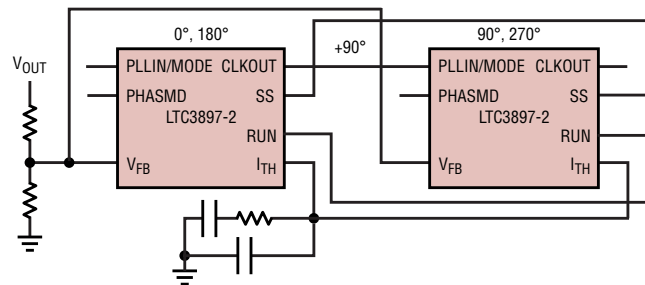 0°, 180°
90°, 270°
+90°
VOUT
PLLIN/MODE CLKOUT
PHASMD SS
LTC3897-2
RUN
VFB ITH
PLLIN/MODE CLKOUT
PHASMD SS
LTC3897-2
RUN
VFB ITH